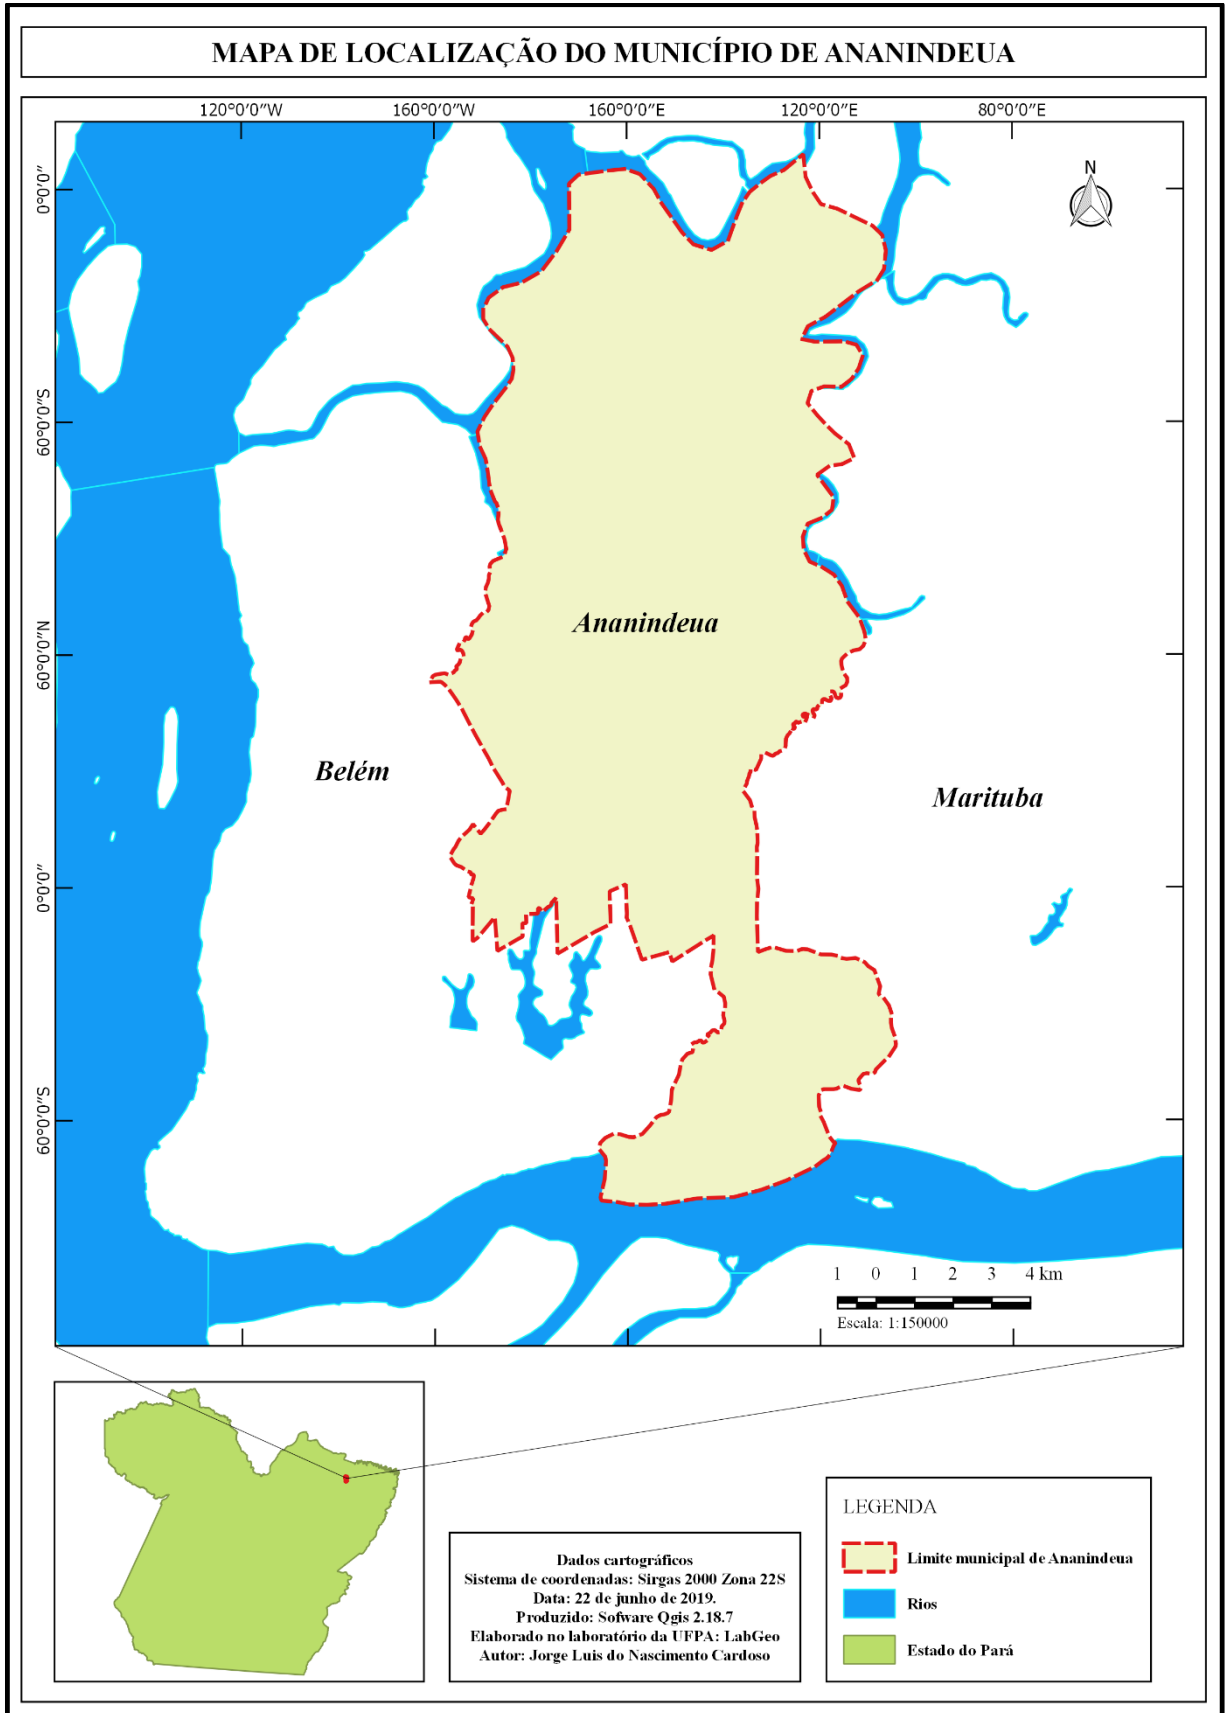 MAPA DE LOCALIZAÇÃO DO MUNICÍPIO DE ANANINDEUA
120°0'0"W 160°0'0"W 160°0'0"E 120°0'0"E 80°0'0"E
N
0°0'0"
60°0'0"S
60°0'0"N
0°0'0"
60°0'0"S
Ananindeua
Belém
Marituba
1 0 1 2 3 4 km
Escala: 1:150000
Dados cartográficos
Sistema de coordenadas: Sirgas 2000 Zona 22S
Data: 22 de junho de 2019.
Produzido: Sofware Qgis 2.18.7
Elaborado no laboratório da UFPA: LabGeo
Autor: Jorge Luis do Nascimento Cardoso
LEGENDA
Limite municipal de Ananindeua
Rios
Estado do Pará